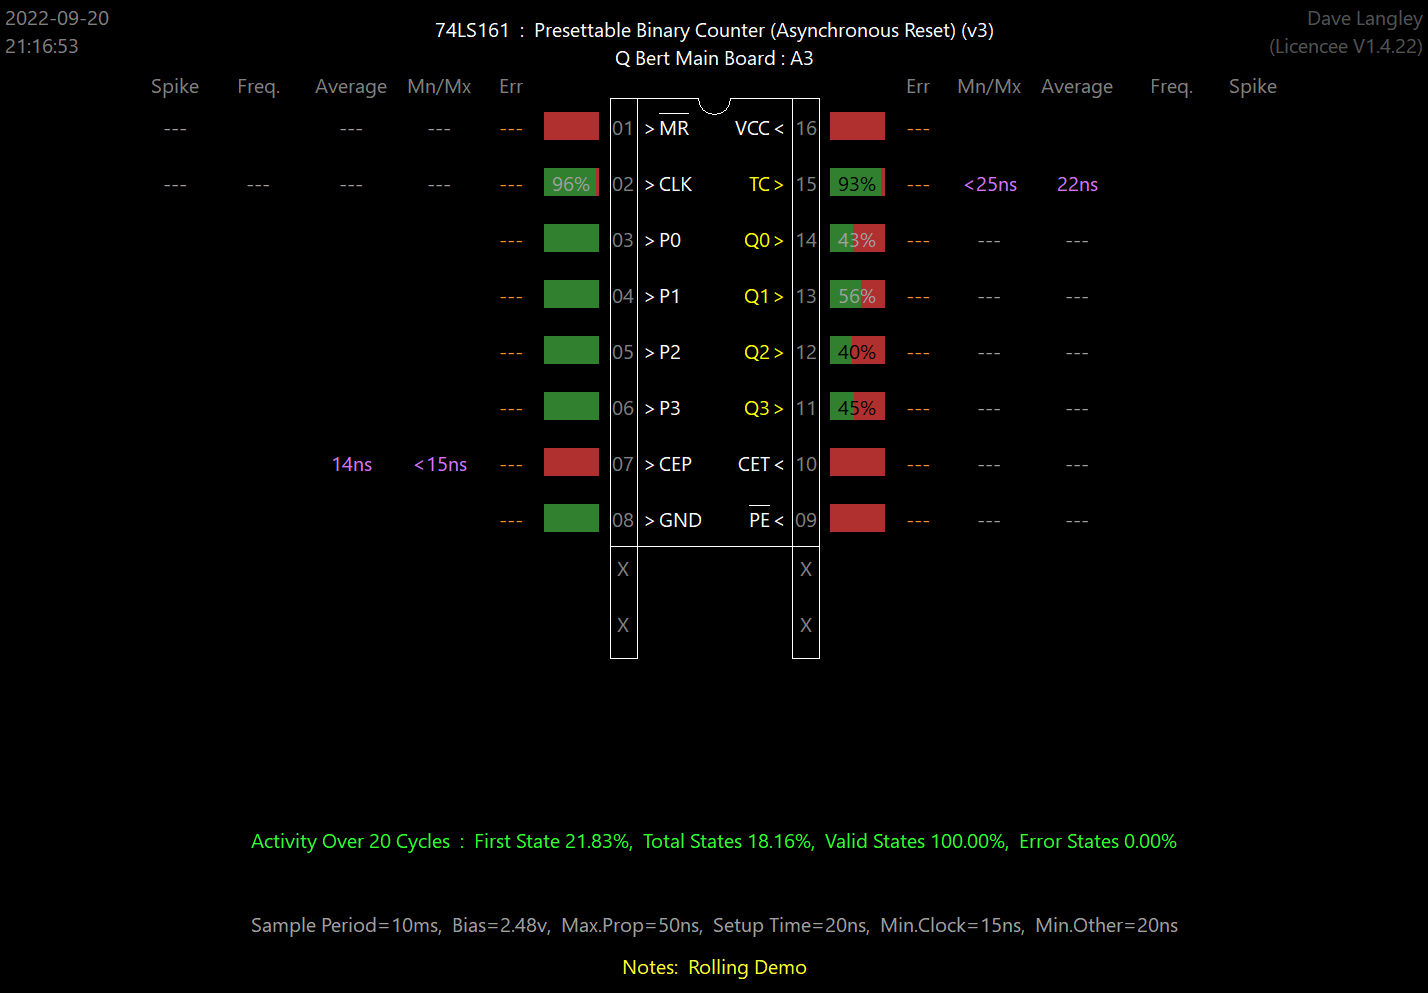 2022-09-20
21:16:53
74LS161 : Presettable Binary Counter (Asynchronous Reset) (v3)
Q Bert Main Board : A3
Dave Langley
(Licencee V1.4.22)
Spike Freq. Average Mn/Mx Err Err Mn/Mx Average Freq. Spike
--- --- --- --- 01 > MR VCC < 16 ---
--- --- --- --- --- 96% 02 > CLK TC > 15 93% --- <25ns 22ns
--- 03 > P0 Q0 > 14 43% --- --- ---
--- 04 > P1 Q1 > 13 56% --- --- ---
--- 05 > P2 Q2 > 12 40% --- --- ---
--- 06 > P3 Q3 > 11 45% --- --- ---
14ns <15ns --- 07 > CEP CET < 10 --- --- ---
--- 08 > GND PE < 09 --- --- ---
X X
X X
Activity Over 20 Cycles : First State 21.83%, Total States 18.16%, Valid States 100.00%, Error States 0.00%
Sample Period=10ms, Bias=2.48v, Max.Prop=50ns, Setup Time=20ns, Min.Clock=15ns, Min.Other=20ns
Notes: Rolling Demo